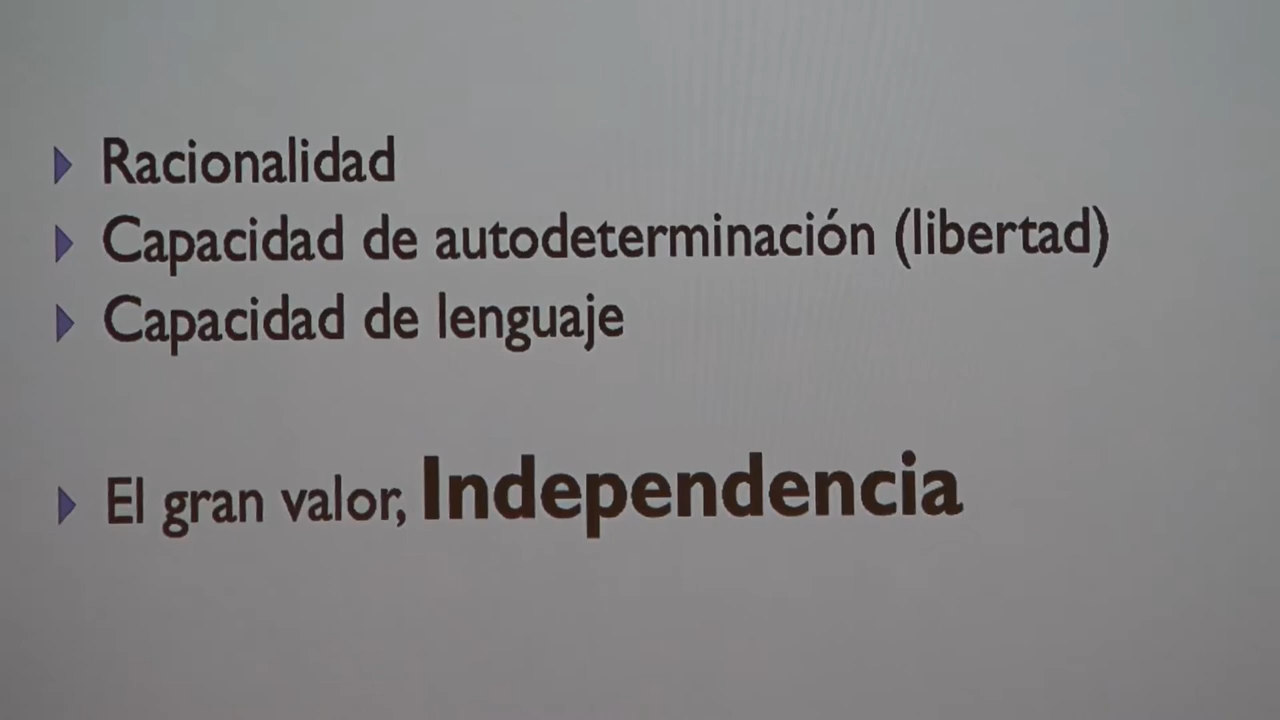 Racionalidad
Capacidad de autodeterminación (libertad)
Capacidad de lenguaje
El gran valor, Independencia